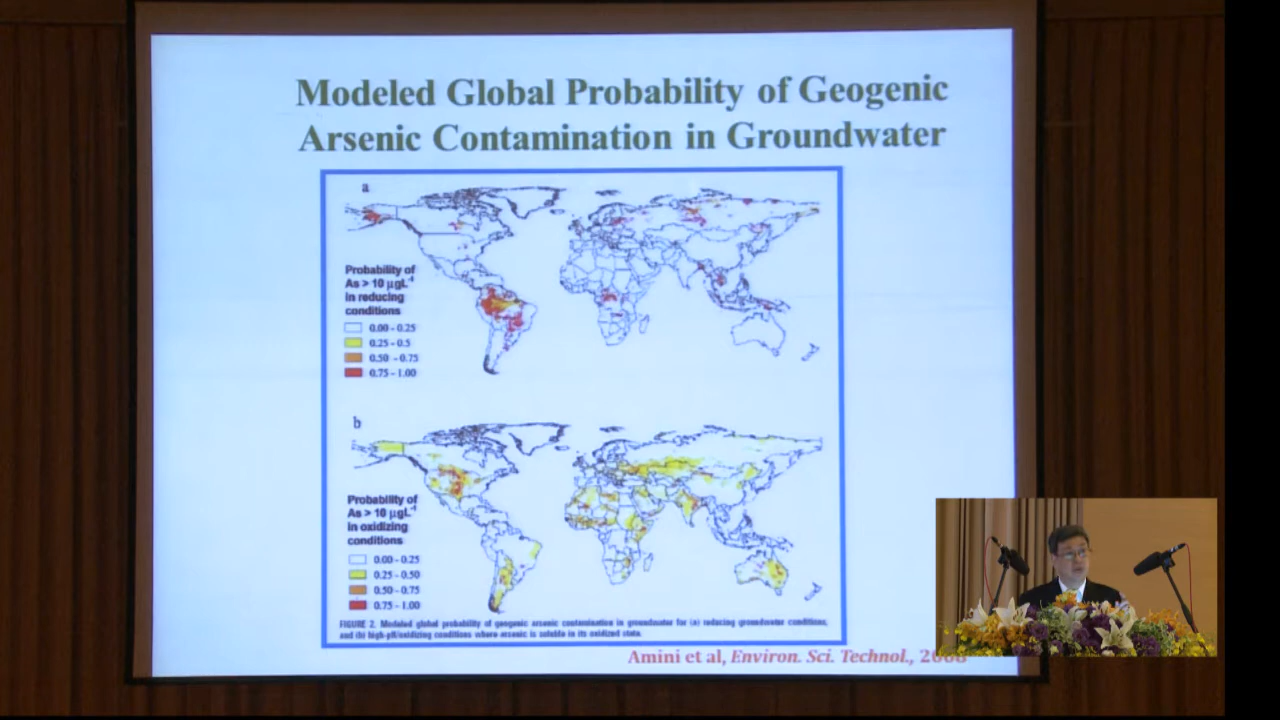 Modeled Global Probability of Geogenic
Arsenic Contamination in Groundwater
a
Probability of
As > 10 µgL⁻¹
in reducing
conditions
0.00 - 0.25
0.25 - 0.5
0.50 - 0.75
0.75 - 1.00
b
Probability of
As > 10 µgL⁻¹
in oxidizing
conditions
0.00 - 0.25
0.25 - 0.50
0.50 - 0.75
0.75 - 1.00
FIGURE 2. Modeled global probability of geogenic arsenic contamination in groundwater for (a) reducing groundwater conditions,
and (b) high-pH/oxidizing conditions where arsenic is soluble in its oxidized state.
Amini et al, Environ. Sci. Technol.,